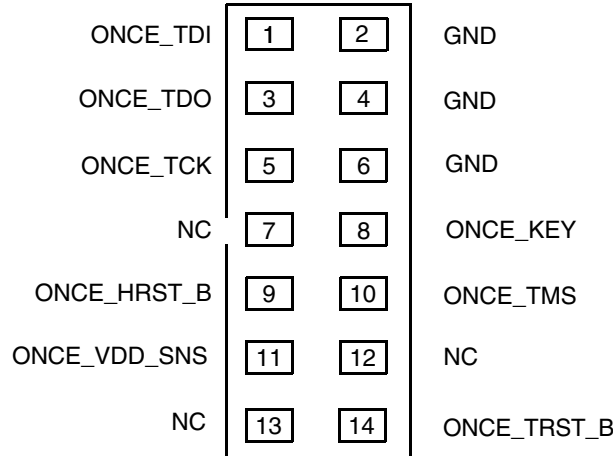 ONCE_TDI 1 2 GND
ONCE_TDO 3 4 GND
ONCE_TCK 5 6 GND
NC 7 8 ONCE_KEY
ONCE_HRST_B 9 10 ONCE_TMS
ONCE_VDD_SNS 11 12 NC
NC 13 14 ONCE_TRST_B